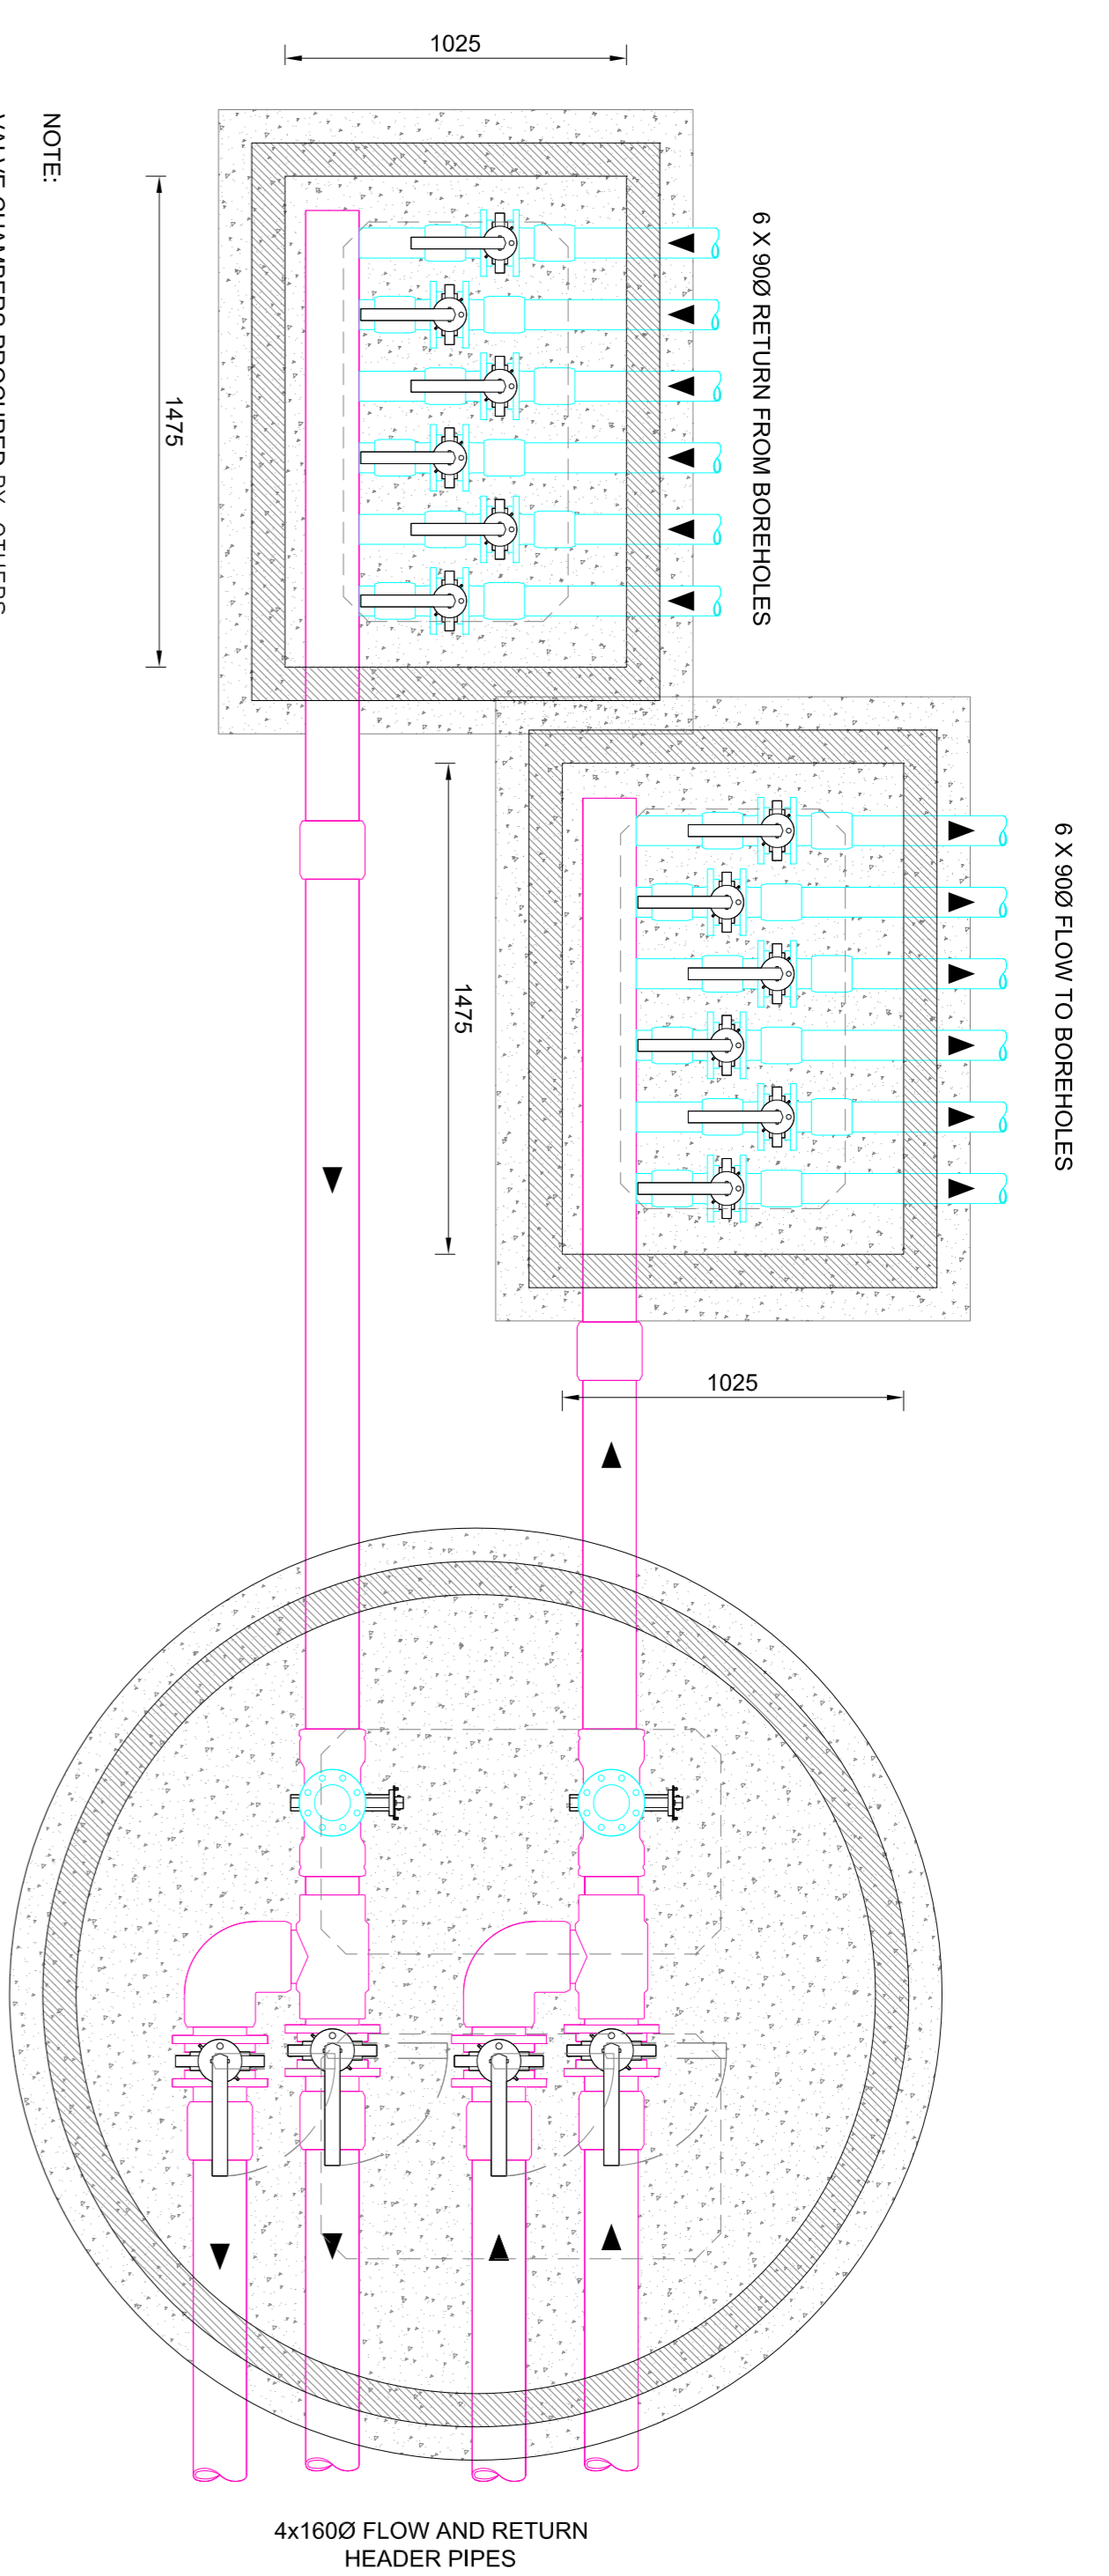 1025
NOTE:
1475
6 X 90Ø RETURN FROM BOREHOLES
6 X 90Ø FLOW TO BOREHOLES
1475
1025
4x160Ø FLOW AND RETURN
HEADER PIPES